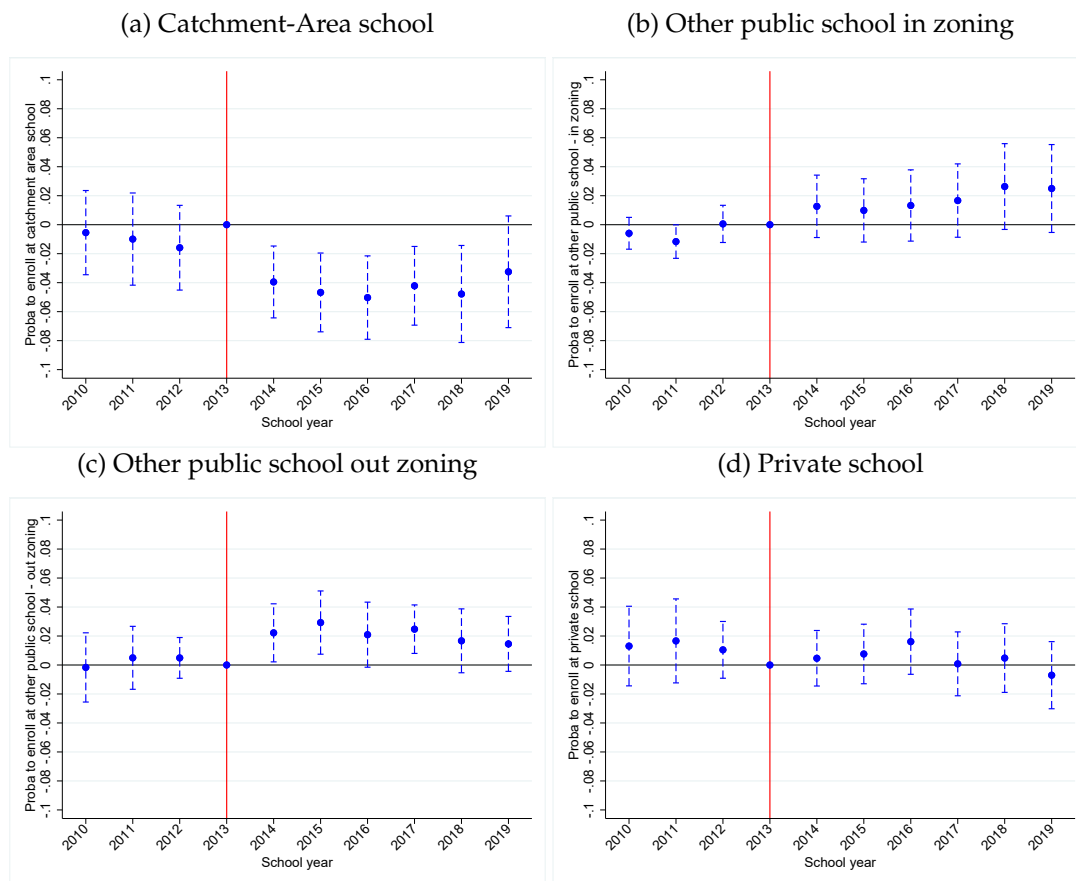 (a) Catchment-Area school
Proba to enroll at catchment area school
.1
.08
.06
.04
.02
0
-.02
-.04
-.06
-.08
-.1
2010 2011 2012 2013 2014 2015 2016 2017 2018 2019
School year
(b) Other public school in zoning
Proba to enroll at other public school - in zoning
.1
.08
.06
.04
.02
0
-.02
-.04
-.06
-.08
-.1
2010 2011 2012 2013 2014 2015 2016 2017 2018 2019
School year
(c) Other public school out zoning
Proba to enroll at other public school - out zoning
.1
.08
.06
.04
.02
0
-.02
-.04
-.06
-.08
-.1
2010 2011 2012 2013 2014 2015 2016 2017 2018 2019
School year
(d) Private school
Proba to enroll at private school
.1
.08
.06
.04
.02
0
-.02
-.04
-.06
-.08
-.1
2010 2011 2012 2013 2014 2015 2016 2017 2018 2019
School year